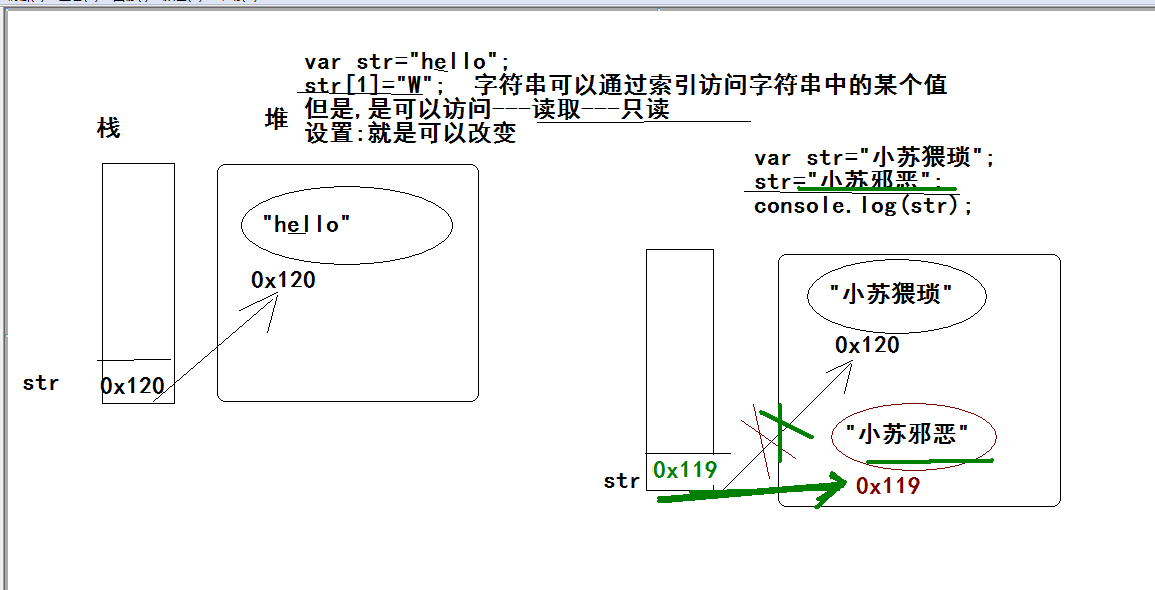 var str="hello";
str[1]="W"; 字符串可以通过索引访问字符串中的某个值
但是,是可以访问---读取---只读
设置:就是可以改变
栈
堆
"hello"
0x120
str
0x120
var str="小苏猥琐";
str="小苏邪恶";
console.log(str);
"小苏猥琐"
0x120
"小苏邪恶"
0x119
str
0x119